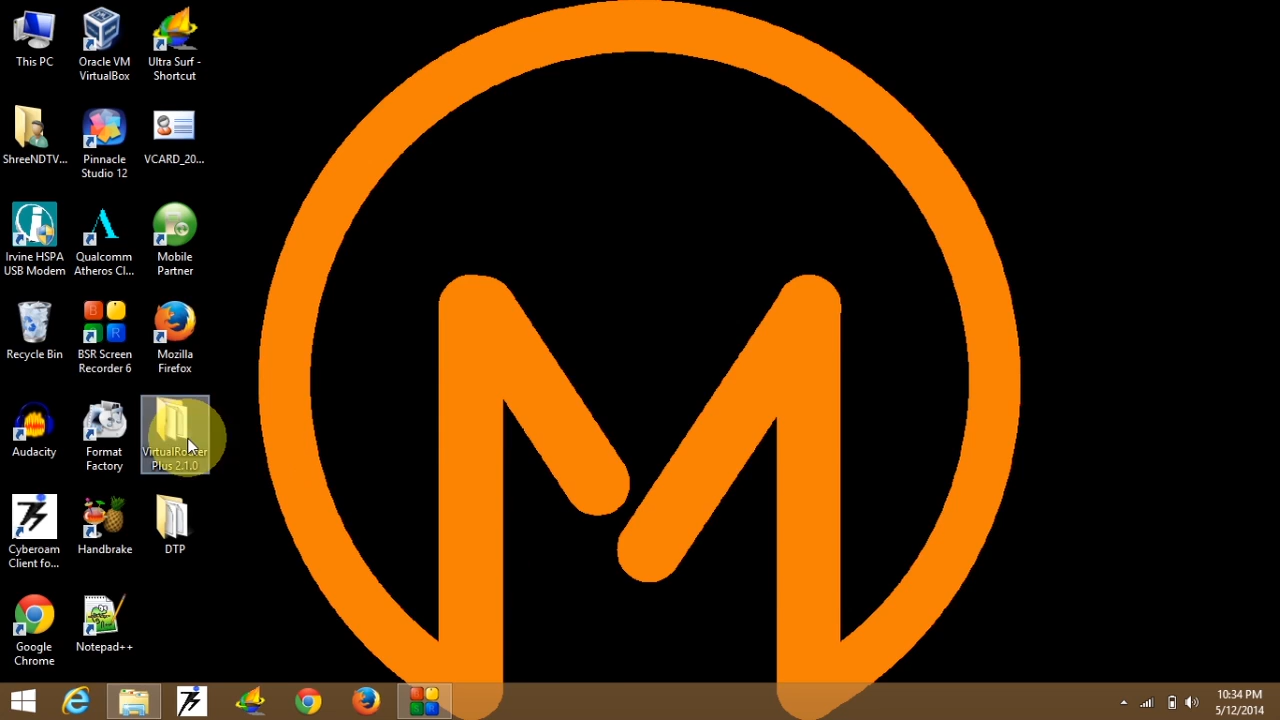 This PC
Oracle VM
VirtualBox
Ultra Surf -
Shortcut
ShreeNDTV...
Pinnacle
Studio 12
VCARD_20...
Irvine HSPA
USB Modem
Qualcomm
Atheros Cl...
Mobile
Partner
Recycle Bin
BSR Screen
Recorder 6
Mozilla
Firefox
Audacity
Format
Factory
VirtualRouter
Plus 2.1.0
Cyberoam
Client fo...
Handbrake
DTP
Google
Chrome
Notepad++
10:34 PM
5/12/2014